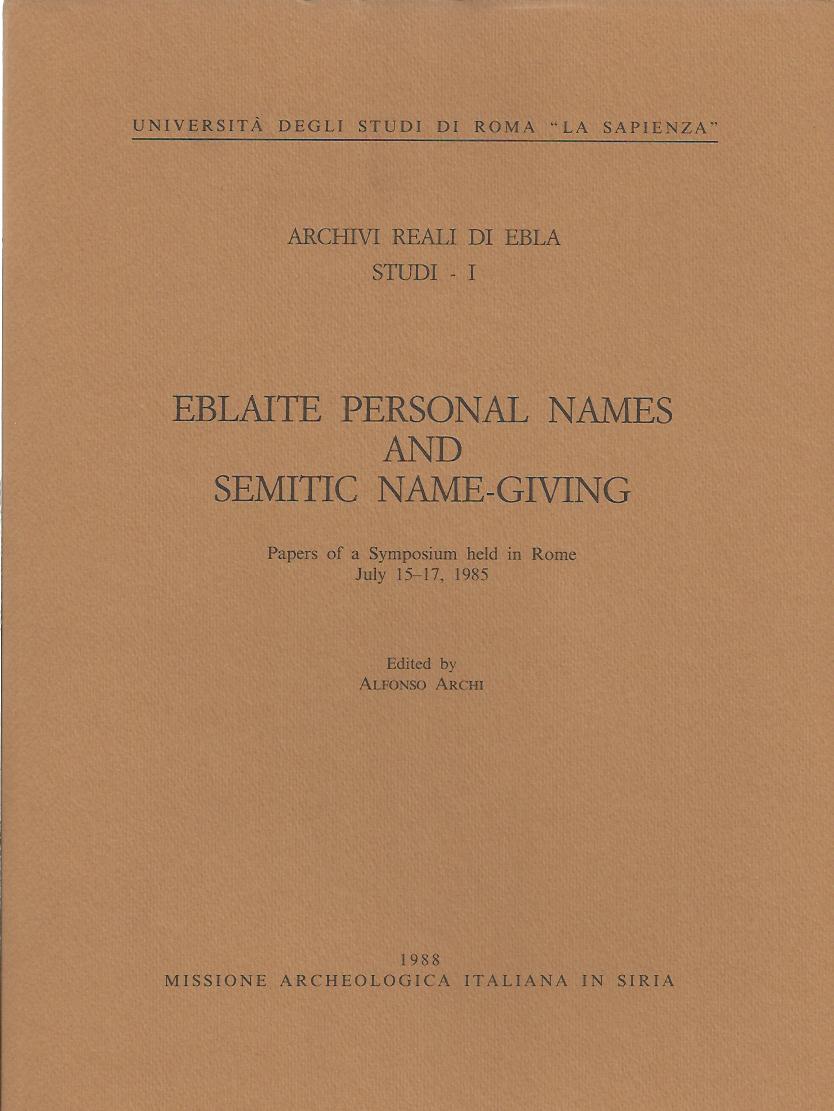 UNIVERSITÀ DEGLI STUDI DI ROMA “LA SAPIENZA”
ARCHIVI REALI DI EBLA
STUDI - I
EBLAITE PERSONAL NAMES
AND
SEMITIC NAME-GIVING
Papers of a Symposium held in Rome
July 15–17, 1985
Edited by
ALFONSO ARCHI
1988
MISSIONE ARCHEOLOGICA ITALIANA IN SIRIA